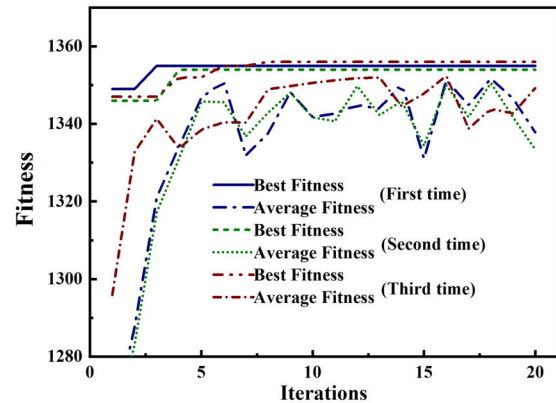 1360
1340
1320
1300
1280
Fitness
Best Fitness
Average Fitness (First time)
Best Fitness
Average Fitness (Second time)
Best Fitness
Average Fitness (Third time)
0 5 10 15 20
Iterations